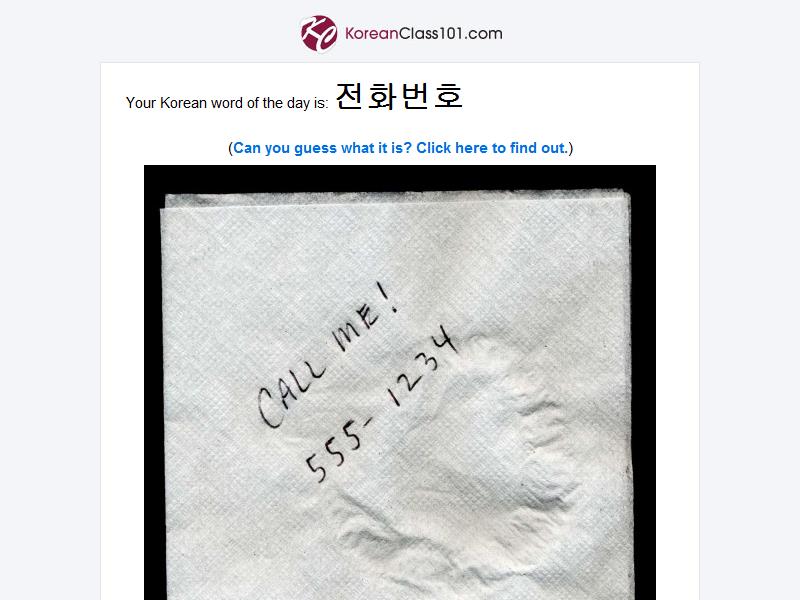 KoreanClass101.com
Your Korean word of the day is: 전화번호
(Can you guess what it is? Click here to find out.)
CALL ME!
555-1234